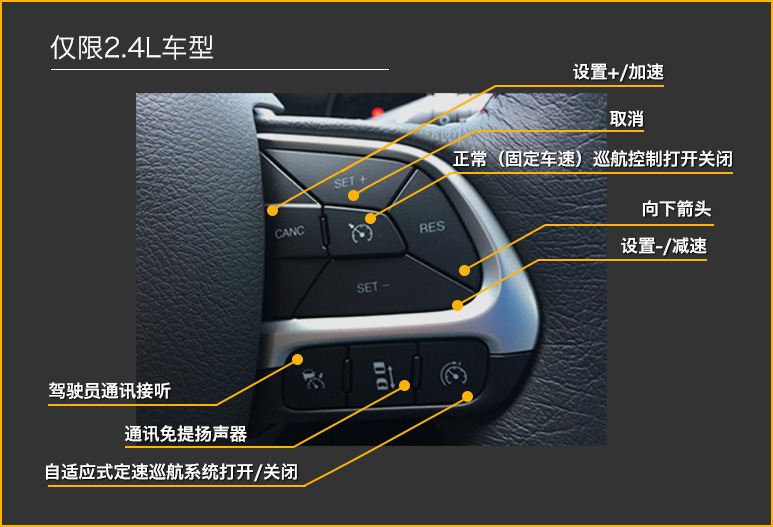 仅限2.4L车型
设置+/加速
取消
正常（固定车速）巡航控制打开关闭
向下箭头
设置-/减速
SET +
CANC
RES
SET -
驾驶员通讯接听
通讯免提扬声器
自适应式定速巡航系统打开/关闭